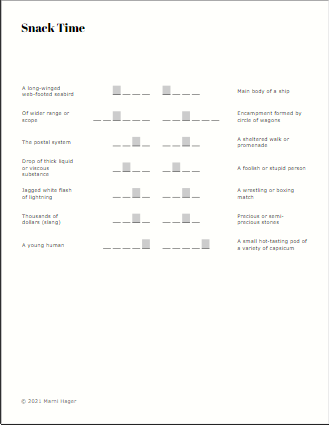 Snack Time
A long-winged
web-footed seabird
Main body of a ship
Of wider range or
scope
Encampment formed by
circle of wagons
The postal system
A sheltered walk or
promenade
Drop of thick liquid
or viscous
substance
A foolish or stupid person
Jagged white flash
of lightning
A wrestling or boxing
match
Thousands of
dollars (slang)
Precious or semi-
precious stones
A young human
A small hot-tasting pod of
a variety of capsicum
© 2021 Marni Hager